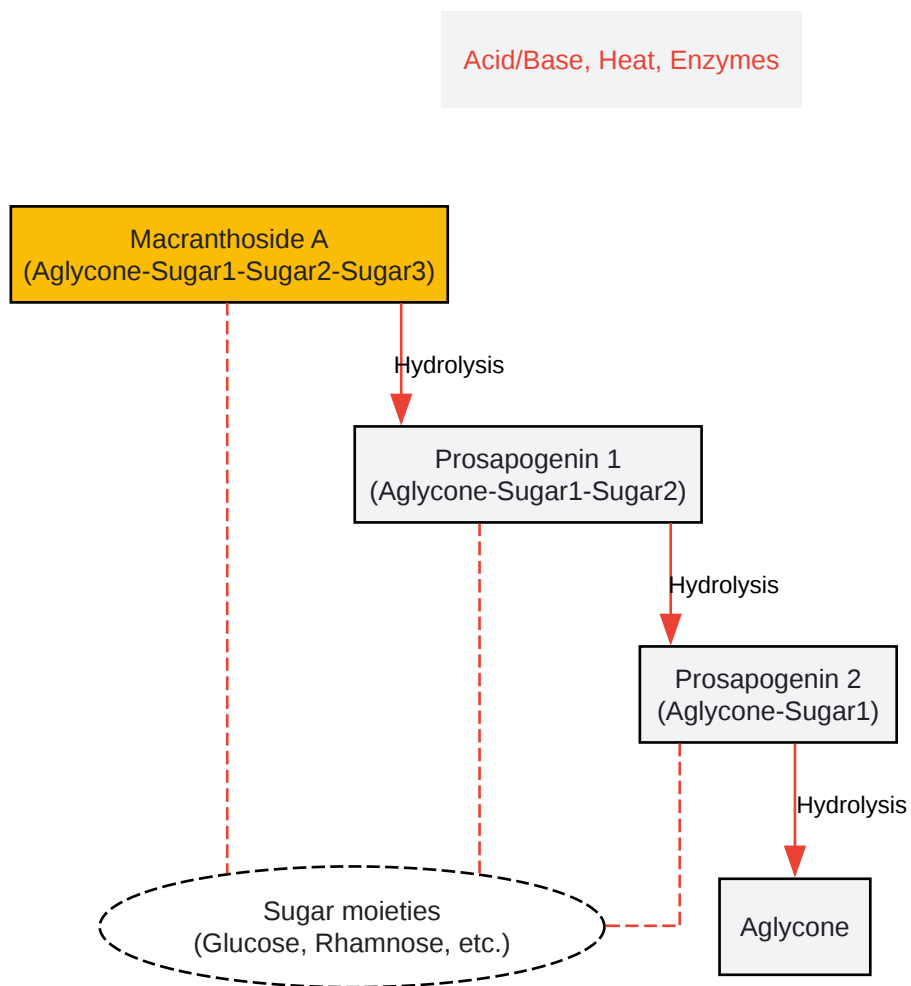 Acid/Base, Heat, Enzymes
Macranthoside A
(Aglycone-Sugar1-Sugar2-Sugar3)
Hydrolysis
Prosapogenin 1
(Aglycone-Sugar1-Sugar2)
Hydrolysis
Prosapogenin 2
(Aglycone-Sugar1)
Hydrolysis
Sugar moieties
(Glucose, Rhamnose, etc.)
Aglycone